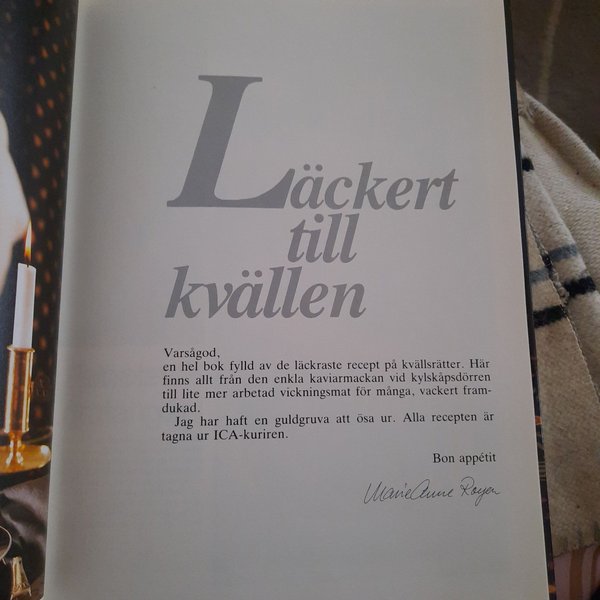 Läckert
till
kvällen
Varsågod,
en hel bok fylld av de läckraste recept på kvällsrätter. Här
finns allt från den enkla kaviarmackan vid kylskåpsdörren
till lite mer arbetad vickningsmat för många, vackert fram-
dukad.
Jag har haft en guldgruva att ösa ur. Alla recepten är
tagna ur ICA-kuriren.
Bon appétit
MarieAnne Royen